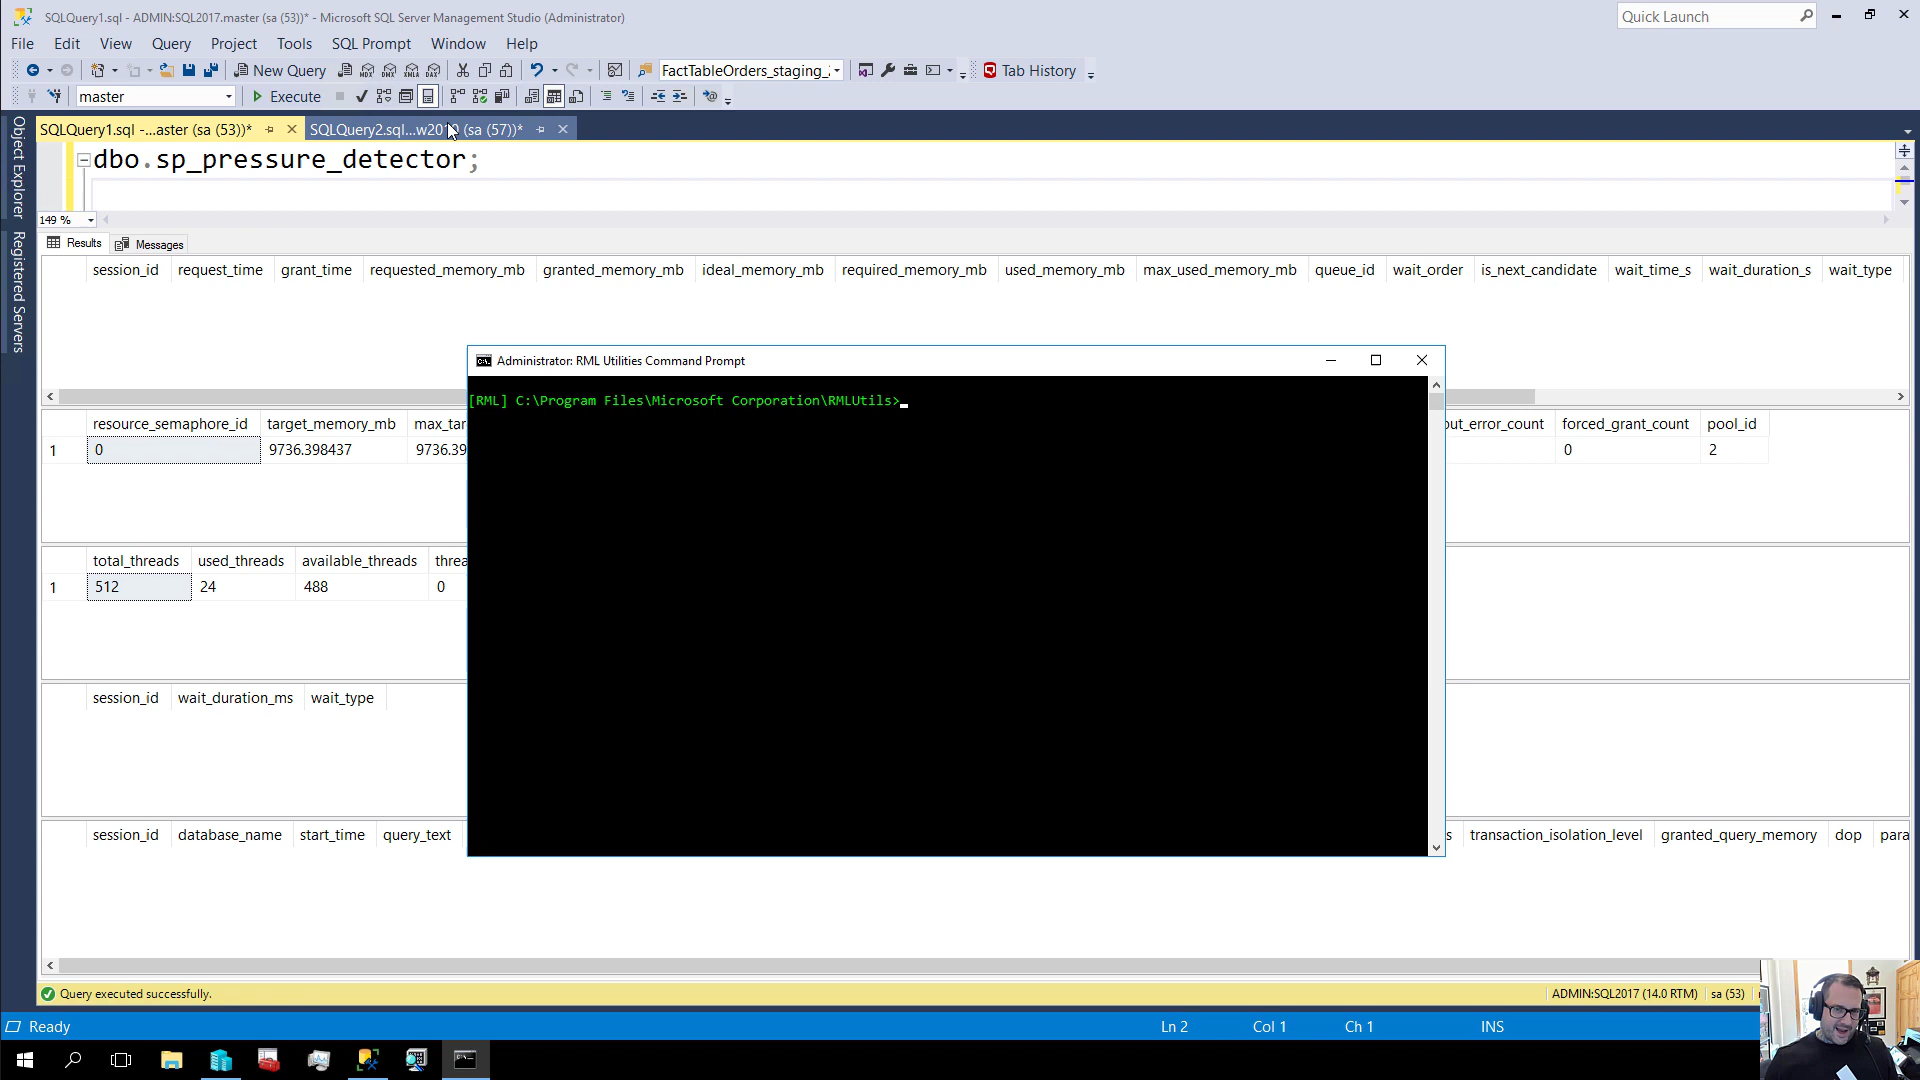 SQLQuery1.sql - ADMIN:SQL2017.master (sa (53))* - Microsoft SQL Server Management Studio (Administrator)
Quick Launch
File Edit View Query Project Tools SQL Prompt Window Help
New Query MDX DMX XMLA DAX FactTableOrders_staging_ Tab History
master Execute
SQLQuery1.sql -...aster (sa (53))* SQLQuery2.sql...w2010 (sa (57))*
Object Explorer
Registered Servers
dbo.sp_pressure_detector;
149 %
Results Messages
session_id request_time grant_time requested_memory_mb granted_memory_mb ideal_memory_mb required_memory_mb used_memory_mb max_used_memory_mb queue_id wait_order is_next_candidate wait_time_s wait_duration_s wait_type
Administrator: RML Utilities Command Prompt
[RML] C:\Program Files\Microsoft Corporation\RMLUtils>
resource_semaphore_id target_memory_mb max_tar out_error_count forced_grant_count pool_id
1 0 9736.398437 9736.39 0 2
total_threads used_threads available_threads threa
1 512 24 488 0
session_id wait_duration_ms wait_type
session_id database_name start_time query_text s transaction_isolation_level granted_query_memory dop para
Query executed successfully. ADMIN:SQL2017 (14.0 RTM) sa (53)
Ready Ln 2 Col 1 Ch 1 INS